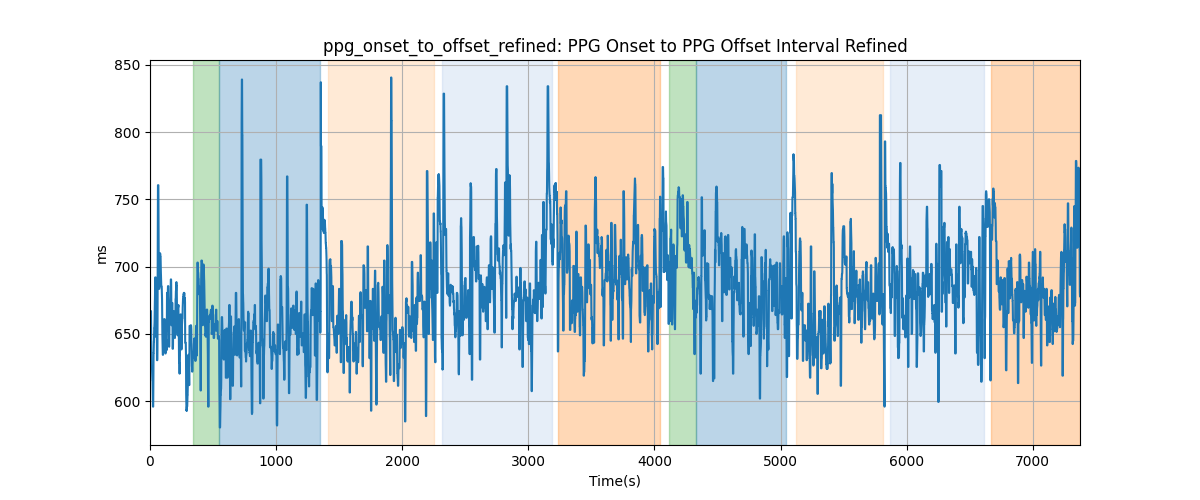 ppg_onset_to_offset_refined: PPG Onset to PPG Offset Interval Refined
850
800
750
700
650
600
ms
0 1000 2000 3000 4000 5000 6000 7000
Time(s)